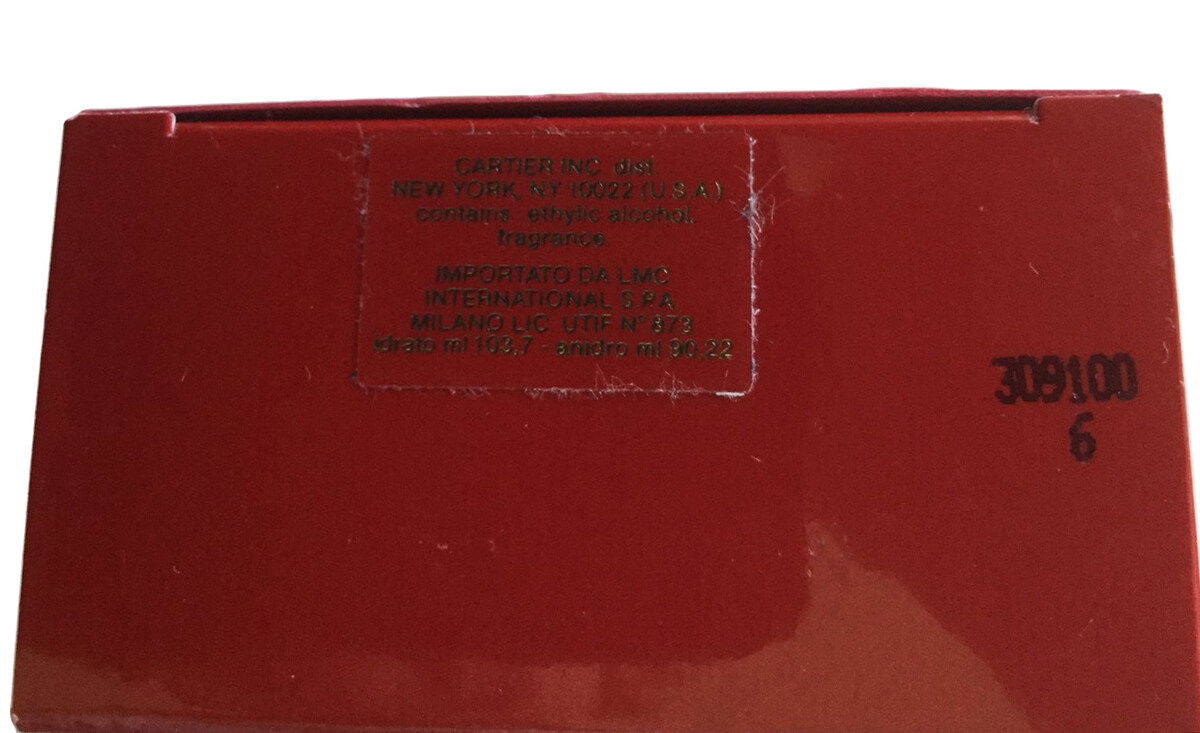 CARTIER INC. dist.
NEW YORK, NY 10022 (U.S.A.)
contains: ethylic alcohol,
fragrance.
IMPORTATO DA LMC
INTERNATIONAL S.P.A.
MILANO LIC. UTIF N° 873
idrato ml 103,7 - anidro ml 90,22
309100
6